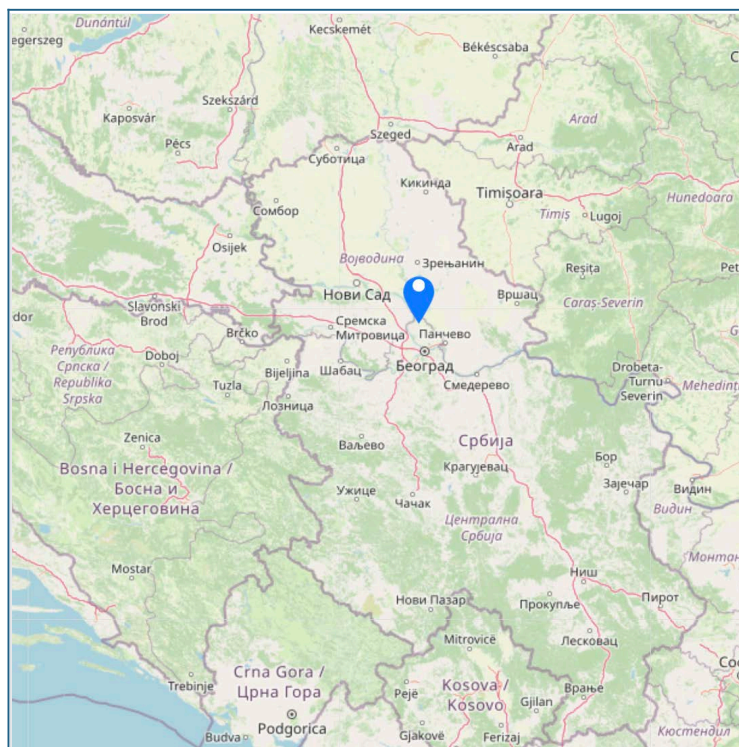 Dunántúl
egerszeg
Kecskemét
Békéscsaba
C
Kaposvár
Szekszárd
Pécs
Szeged
Arad
Arad
Суботица
Кикинда
Timișoara
Hunedoara
Сомбор
Timiș
Lugoj
Osijek
Војводина
Зрењанин
Reșița
Pet
Нови Сад
Вршац
Caraș-Severin
Slavonski
Brod
dor
Brčko
Сремска
Митровица
Панчево
Република
Српска /
Republika
Srpska
Doboj
Bijeljina
Шабац
Београд
Смедерево
Drobeta-
Turnu
Severin
Mehedinți
Tuzla
Лозница
Zenica
Ваљево
Србија
Бор
Bosna i Hercegovina /
Босна и
Херцеговина
Крагујевац
Зајечар
Видин
Ужице
Чачак
Видин
Централна
Србија
Монтан
Mostar
Ниш
Нови Пазар
Прокупље
Пирот
Mitrovicë
Лесковац
Trebinje
Crna Gora /
Црна Гора
Pejë
Kosova /
Kosovo
Врање
Gjilan
Соф
Podgorica
Budva
Gjakovë
Ferizaj
Кюстендил